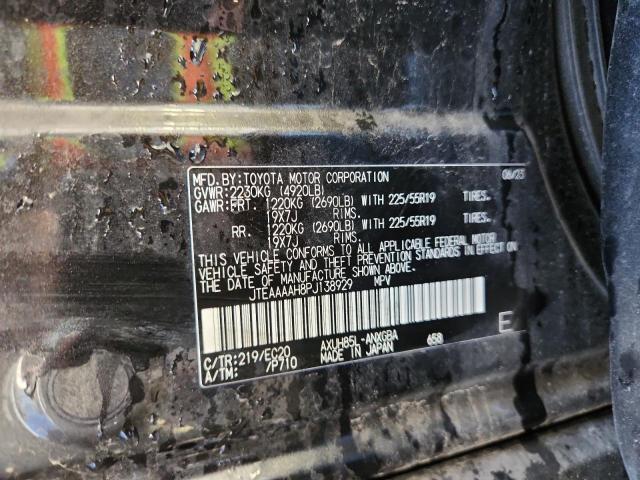 MFD. BY: TOYOTA MOTOR CORPORATION 06/23
GVWR: 2230KG (4920LB)
GAWR: FRT. 1220KG (2690LB) WITH 225/55R19 TIRES.
19X7J RIMS.
RR. 1220KG (2690LB) WITH 225/55R19 TIRES.
19X7J RIMS.
THIS VEHICLE CONFORMS TO ALL APPLICABLE FEDERAL MOTOR
VEHICLE SAFETY AND THEFT PREVENTION STANDARDS IN EFFECT ON
THE DATE OF MANUFACTURE SHOWN ABOVE.
JTEAAAAH8PJ138929 MPV
C/TR: 219/EC20 AXUH85L-ANXGBA 658 E
A/TM: /P710 MADE IN JAPAN